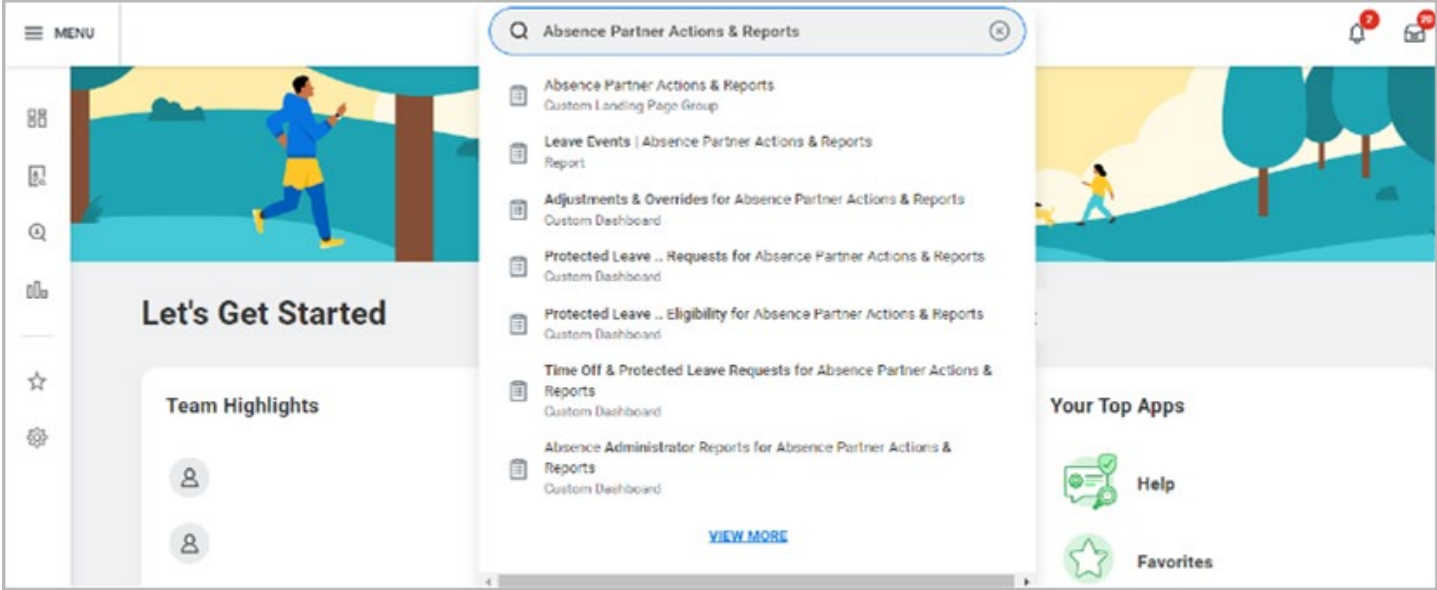 MENU
Absence Partner Actions & Reports
2
20
Absence Partner Actions & Reports
Custom Landing Page Group
Leave Events | Absence Partner Actions & Reports
Report
Adjustments & Overrides for Absence Partner Actions & Reports
Custom Dashboard
Protected Leave .. Requests for Absence Partner Actions & Reports
Custom Dashboard
Protected Leave .. Eligibility for Absence Partner Actions & Reports
Custom Dashboard
Time Off & Protected Leave Requests for Absence Partner Actions &
Reports
Custom Dashboard
Absence Administrator Reports for Absence Partner Actions &
Reports
Custom Dashboard
VIEW MORE
Let's Get Started
Team Highlights
Your Top Apps
Help
Favorites